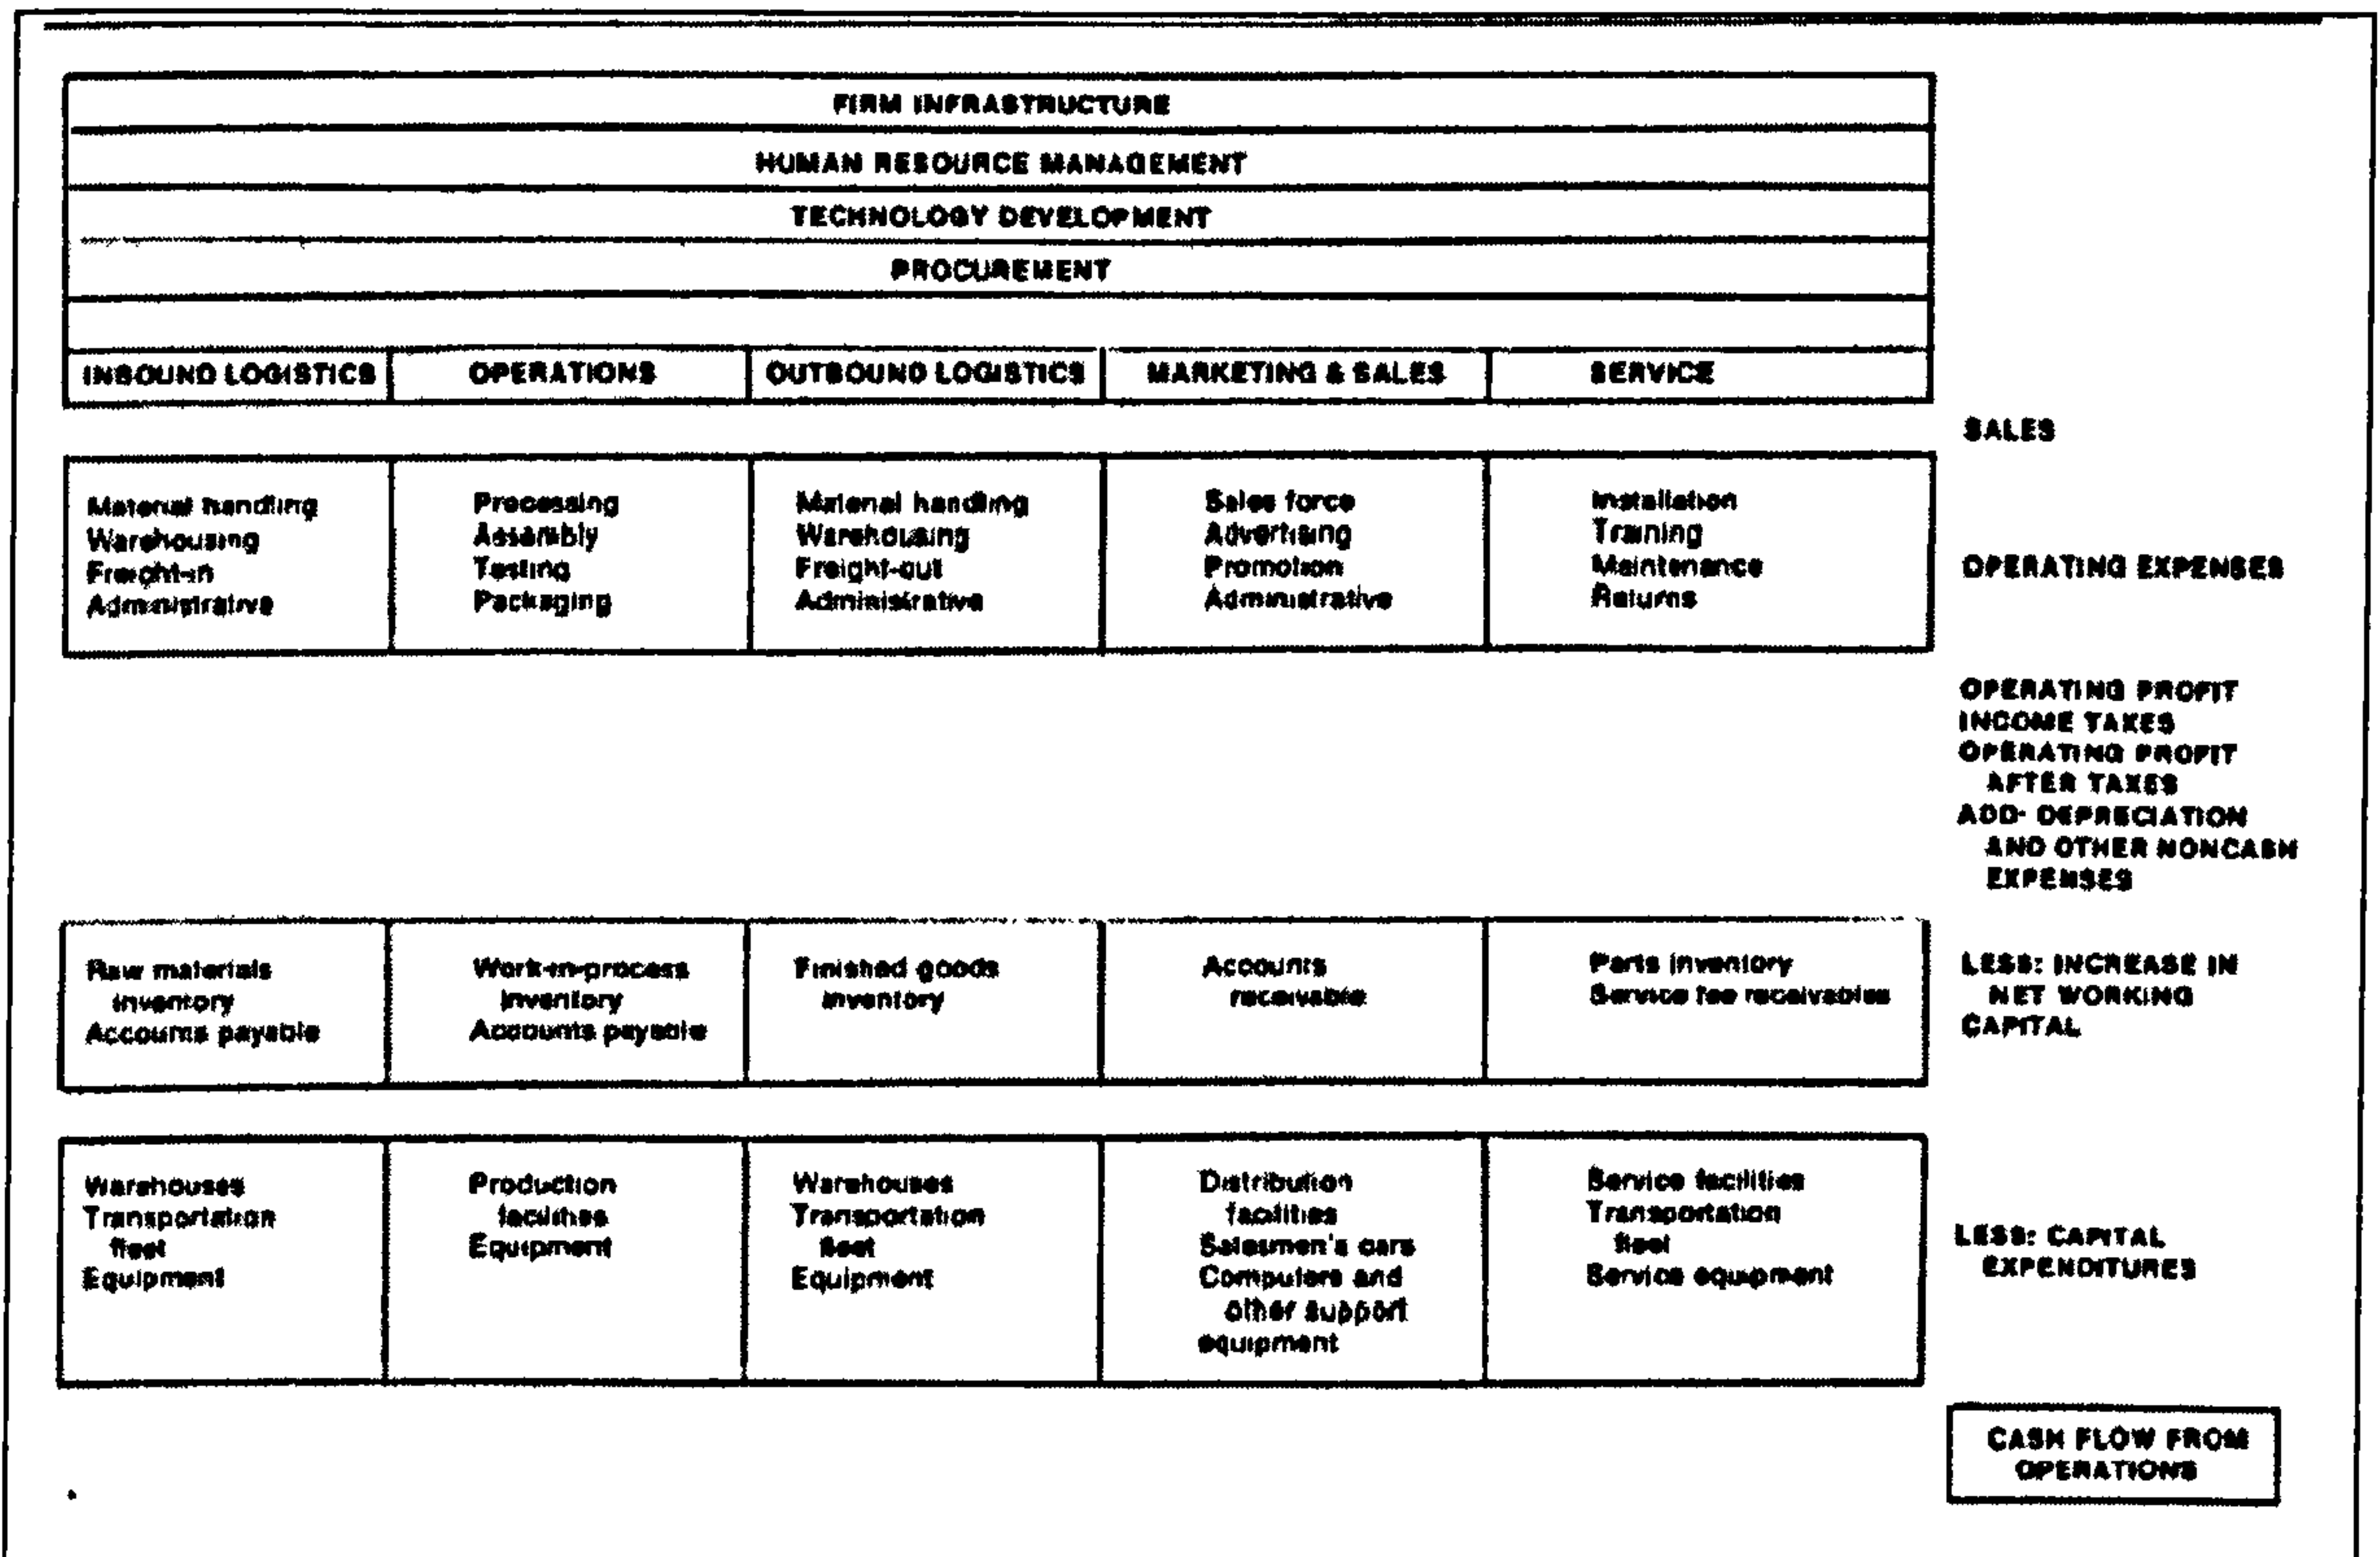 FIRM INFRASTRUCTURE
HUMAN RESOURCE MANAGEMENT
TECHNOLOGY DEVELOPMENT
PROCUREMENT
INBOUND LOGISTICS
OPERATIONS
OUTBOUND LOGISTICS
MARKETING & SALES
SERVICE
SALES
Material handling
Warehousing
Freight-in
Administrative
Processing
Assembly
Testing
Packaging
Material handling
Warehousing
Freight-out
Administrative
Sales force
Advertising
Promotion
Administrative
Installation
Training
Maintenance
Returns
OPERATING EXPENSES
OPERATING PROFIT
INCOME TAXES
OPERATING PROFIT
AFTER TAXES
ADD- DEPRECIATION
AND OTHER NONCASH
EXPENSES
Raw materials
inventory
Accounts payable
Work-in-process
inventory
Accounts payable
Finished goods
inventory
Accounts
receivable
Parts inventory
Service fee receivables
LESS: INCREASE IN
NET WORKING
CAPITAL
Warehouses
Transportation
fleet
Equipment
Production
facilities
Equipment
Warehouses
Transportation
fleet
Equipment
Distribution
facilities
Salesmen's cars
Computers and
other support
equipment
Service facilities
Transportation
fleet
Service equipment
LESS: CAPITAL
EXPENDITURES
CASH FLOW FROM
OPERATIONS